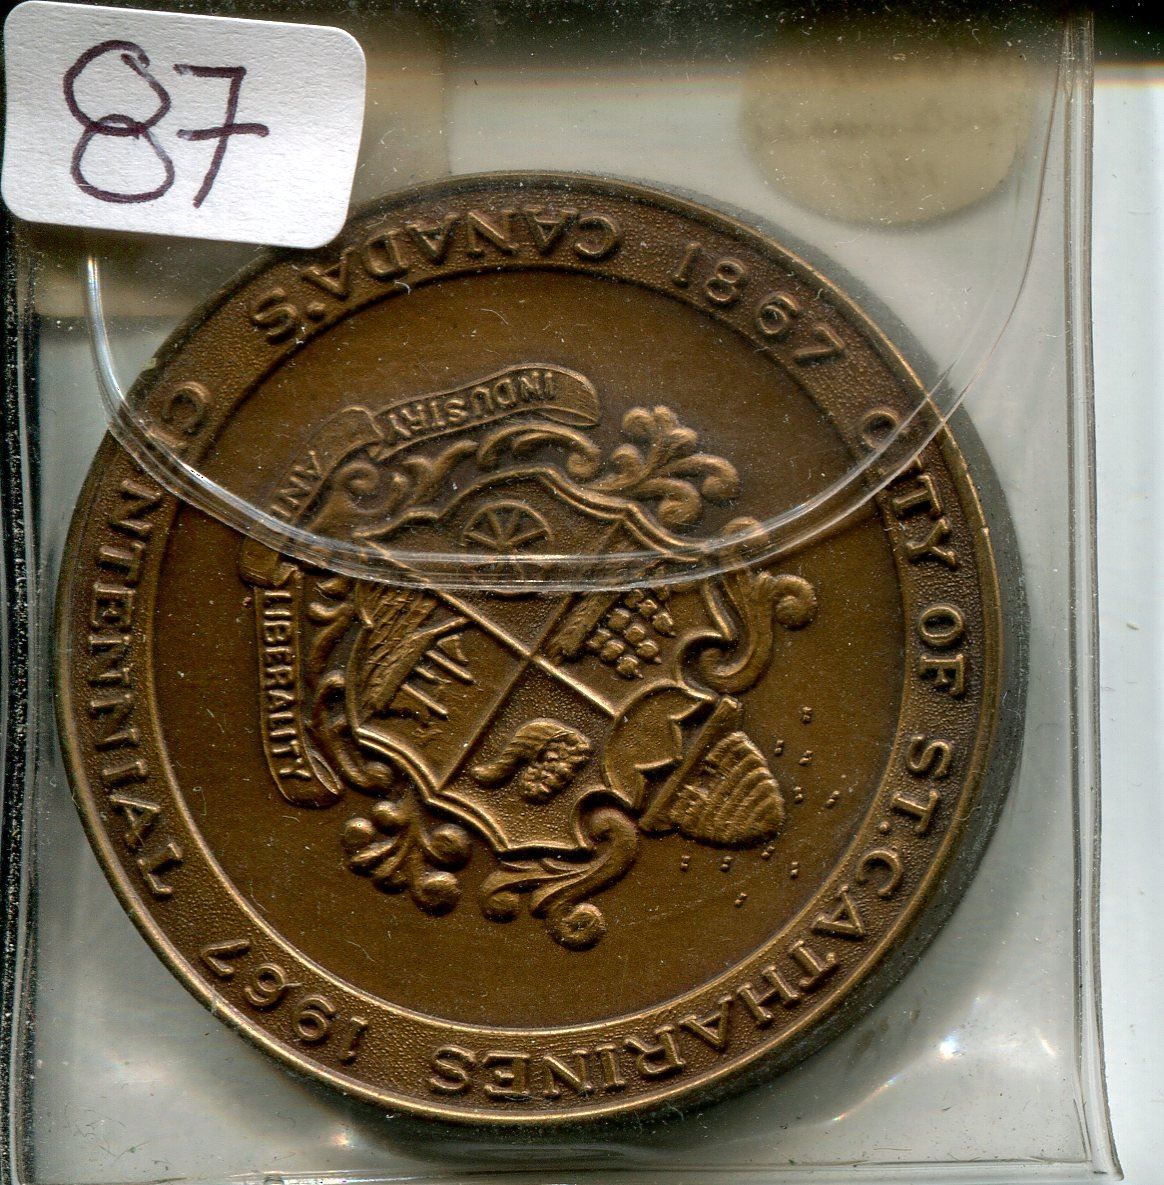 87
1867 CITY OF ST. CATHARINES 1967
CANADA'S CENTENNIAL
INDUSTRY AND LIBERALITY